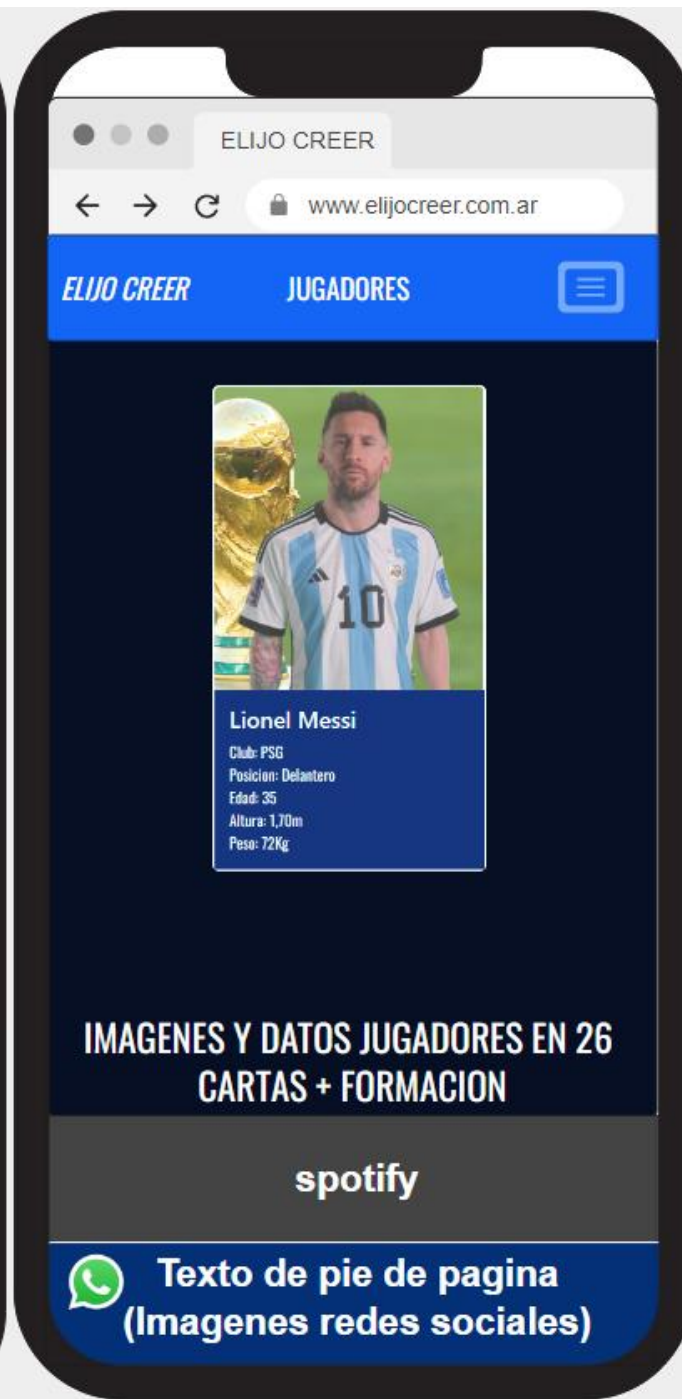 ELIJO CREER
www.elijocreer.com.ar
ELIJO CREER
JUGADORES
10
Lionel Messi
Club: PSG
Posicion: Delantero
Edad: 35
Altura: 1,70m
Peso: 72Kg
IMAGENES Y DATOS JUGADORES EN 26
CARTAS + FORMACION
spotify
Texto de pie de pagina
(Imagenes redes sociales)